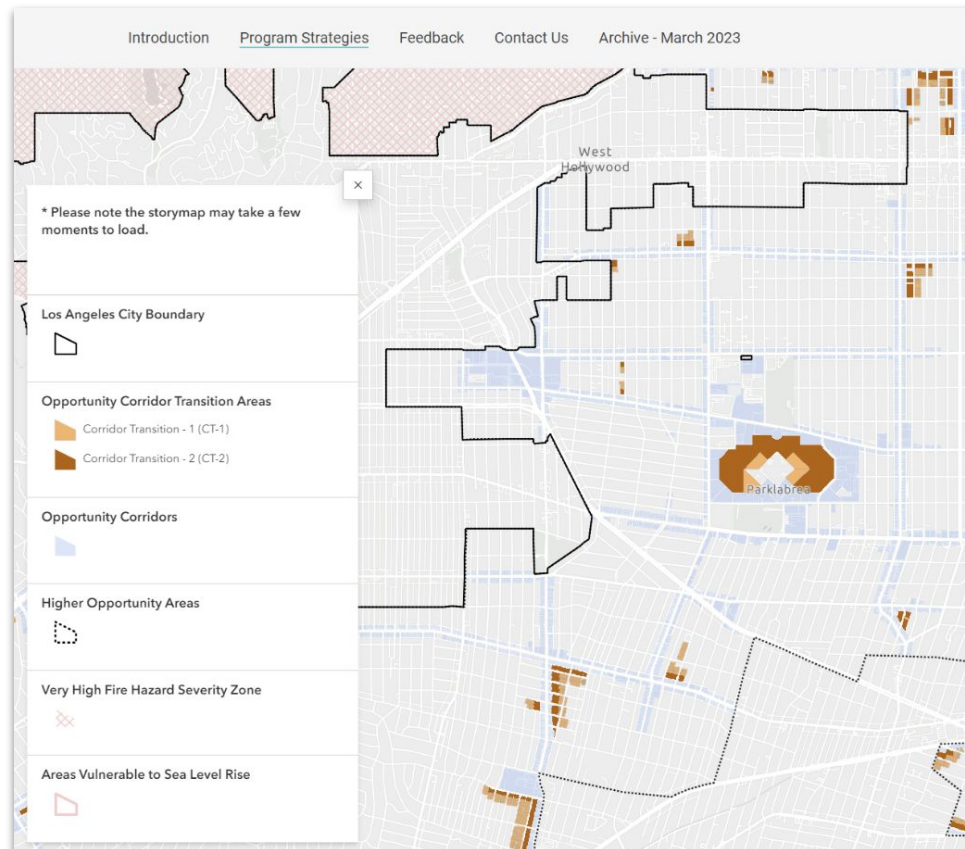 Introduction Program Strategies Feedback Contact Us Archive - March 2023
West
Hollywood
×
* Please note the storymap may take a few
moments to load.
Los Angeles City Boundary
Opportunity Corridor Transition Areas
Corridor Transition - 1 (CT-1)
Corridor Transition - 2 (CT-2)
Parklabrea
Opportunity Corridors
Higher Opportunity Areas
Very High Fire Hazard Severity Zone
Areas Vulnerable to Sea Level Rise